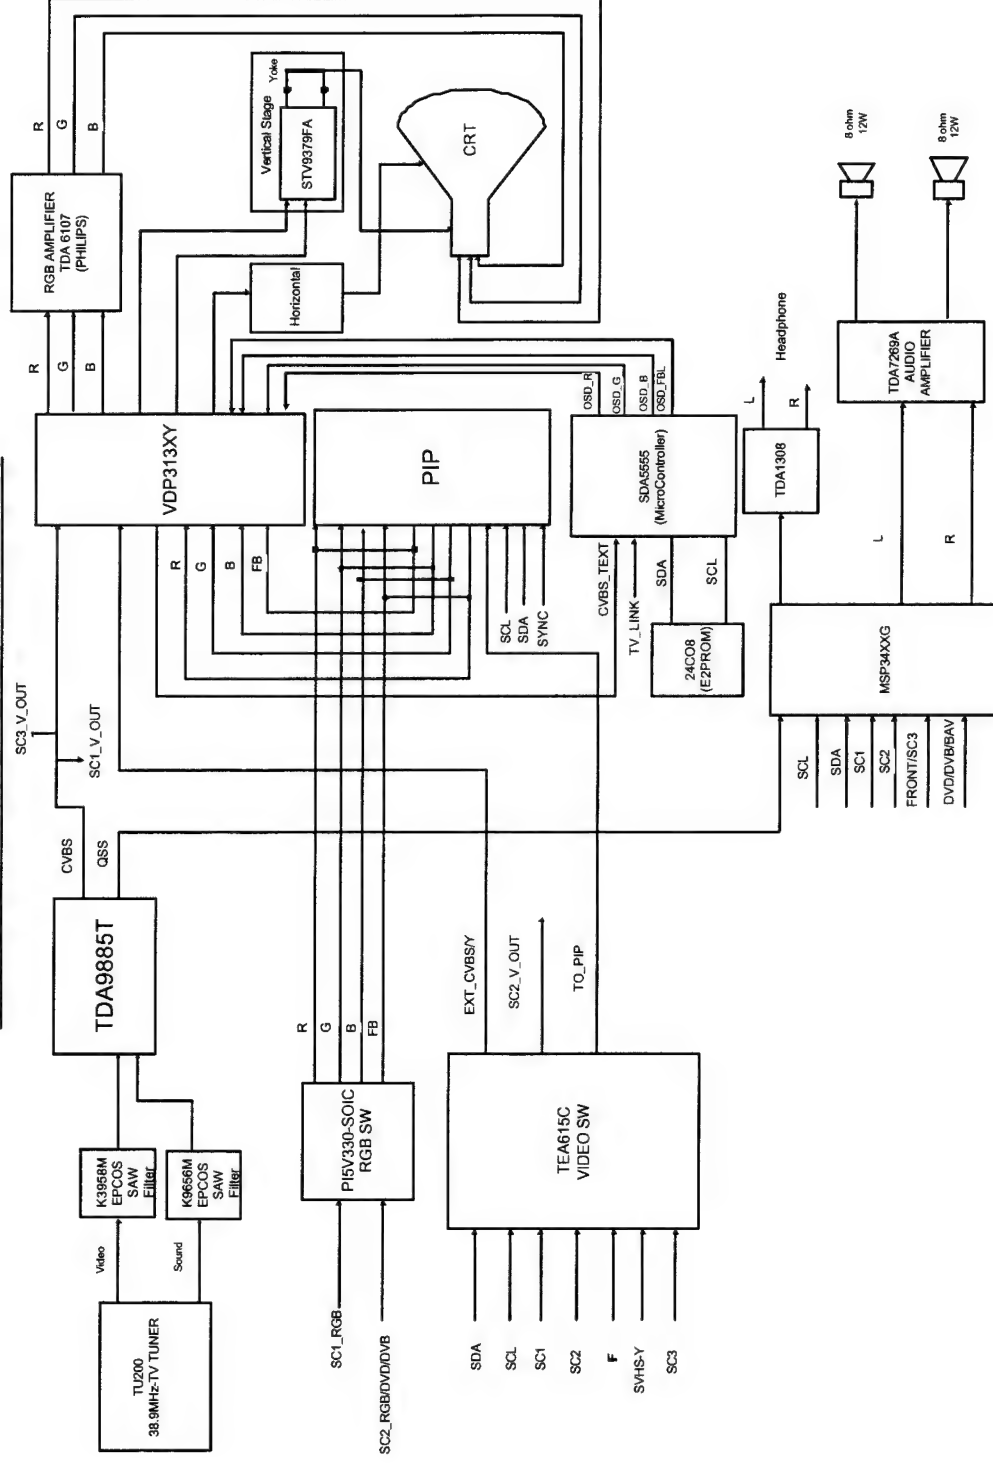 TU200
38.9MHz-TV TUNER
Video
Sound
K3958M
EPCOS
SAW
Filter
K9656M
EPCOS
SAW
Filter
TDA9885T
CVBS
QSS
SC3_V_OUT
SC1_V_OUT
VDP313XY
R
G
B
RGB AMPLIFIER
TDA 6107
(PHILIPS)
R
G
B
Vertical Stage
STV9379FA
Yoke
Horizontal
CRT
SC1_RGB
SC2_RGB/DVD/DVB
PI5V330-SOIC
RGB SW
R
G
B
FB
R
G
B
FB
PIP
SCL
SDA
SYNC
SDA
SCL
SC1
SC2
IF
SVHS-Y
SC3
TEA615C
VIDEO SW
EXT_CVBS/Y
SC2_V_OUT
TO_PIP
CVBS_TEXT
TV_LINK
SDA
SCL
24CO8
(E2PROM)
SDA5555
(MicroController)
OSD_R
OSD_G
OSD_B
OSD_FBL
SCL
SDA
SC1
SC2
FRONT/SC3
DVD/DVB/BAV
MSP34XXG
TDA1308
L
R
Headphone
L
R
TDA7269A
AUDIO
AMPLIFIER
8 ohm
12W
8 ohm
12W